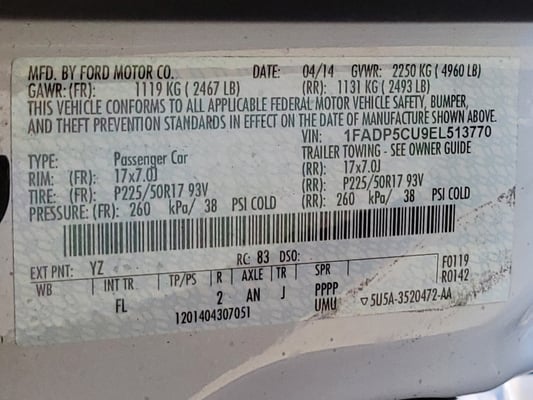 MFD. BY FORD MOTOR CO. DATE: 04/14 GVWR: 2250 KG ( 4960 LB)
GAWR: (FR): 1119 KG ( 2467 LB) (RR): 1131 KG ( 2493 LB)
THIS VEHICLE CONFORMS TO ALL APPLICABLE FEDERAL MOTOR VEHICLE SAFETY, BUMPER,
AND THEFT PREVENTION STANDARDS IN EFFECT ON THE DATE OF MANUFACTURE SHOWN ABOVE.
VIN: 1FADP5CU9EL513770
TYPE: Passenger Car TRAILER TOWING - SEE OWNER GUIDE
RIM: (FR): 17x7.0J (RR): 17x7.0J
TIRE: (FR): P225/50R17 93V (RR): P225/50R17 93V
PRESSURE: (FR): 260 kPa/ 38 PSI COLD (RR): 260 kPa/ 38 PSI COLD
EXT PNT: YZ RC: 83 DSO: F0119
WB INT TR TP/PS R AXLE TR SPR R0142
FL 2 AN J PPPP
UMU ▽5U5A-3520472-AA
1201404307051